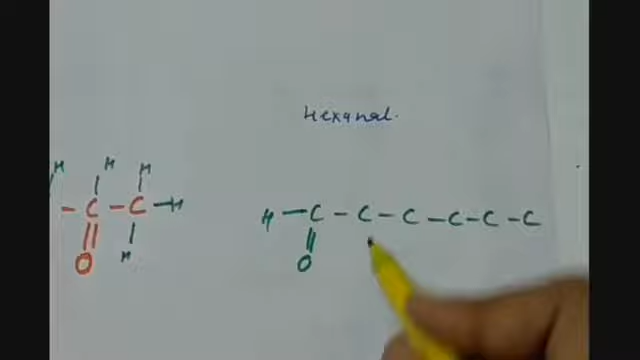 Hexanal.
H H H
- C - C - H
O H
H - C - C - C - C - C - C
O